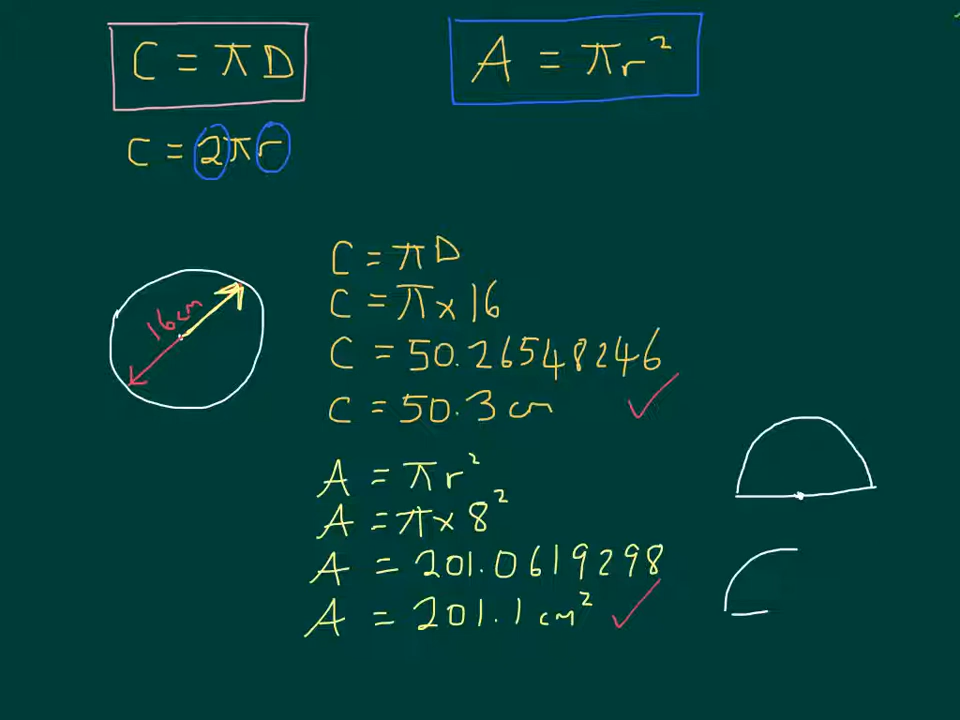 C = πD
A = πr²
C = 2πr
16cm
C = πD
C = π x 16
C = 50.26548246
C = 50.3 cm
A = πr²
A = π x 8²
A = 201.0619298
A = 201.1 cm²